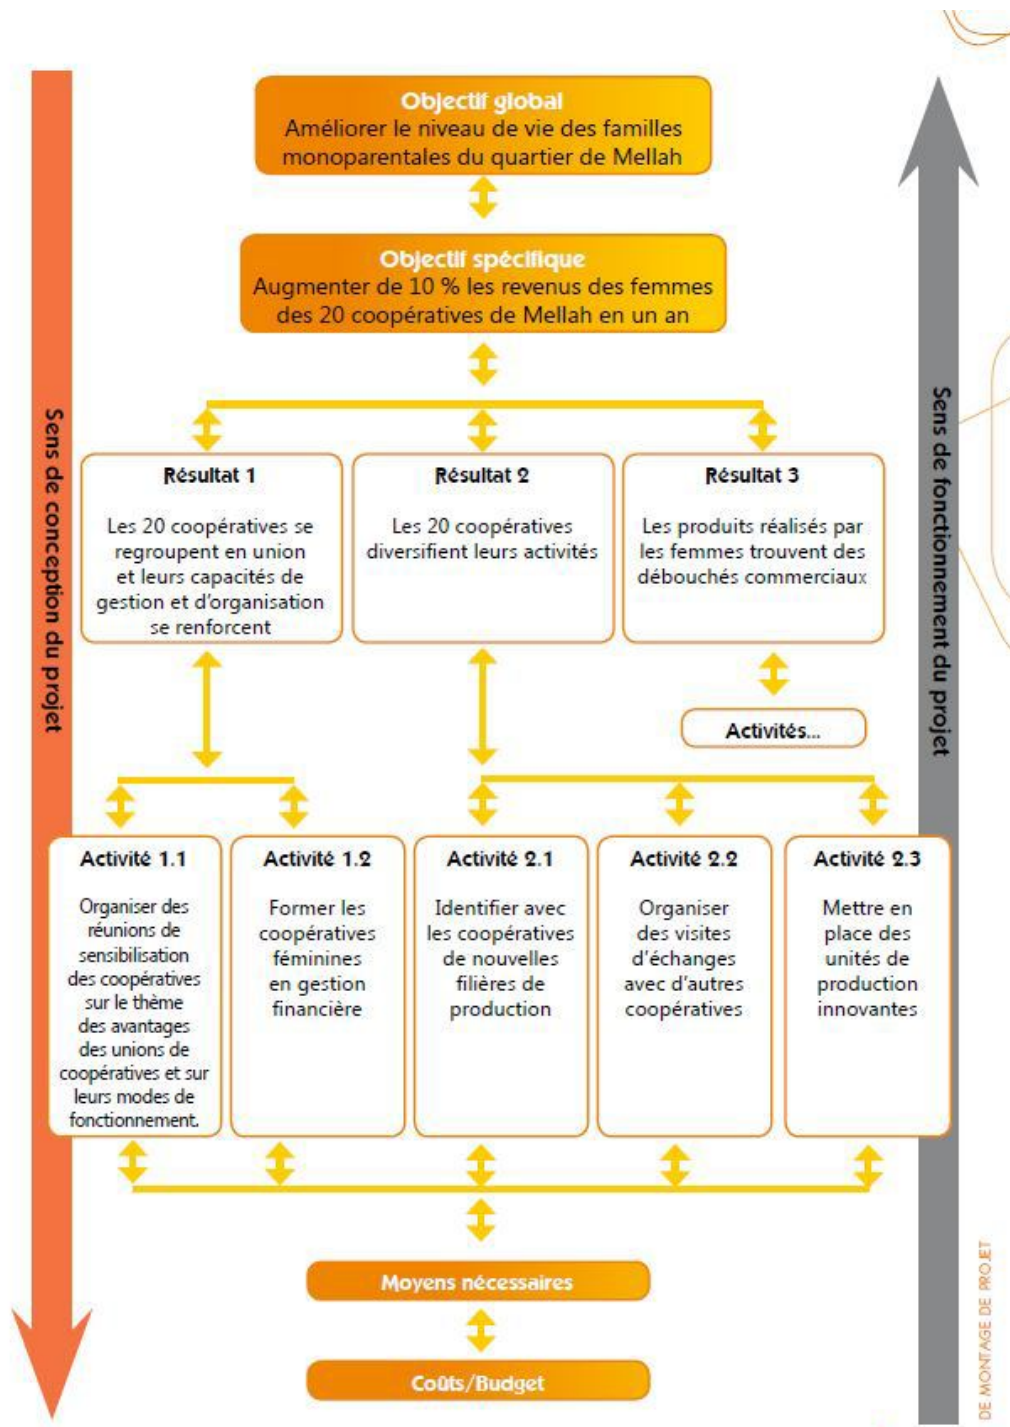 Objectif global
Améliorer le niveau de vie des familles
monoparentales du quartier de Mellah
Objectif spécifique
Augmenter de 10 % les revenus des femmes
des 20 coopératives de Mellah en un an
Sens de conception du projet
Sens de fonctionnement du projet
Résultat 1
Les 20 coopératives se
regroupent en union
et leurs capacités de
gestion et d'organisation
se renforcent
Résultat 2
Les 20 coopératives
diversifient leurs activités
Résultat 3
Les produits réalisés par
les femmes trouvent des
débouchés commerciaux
Activités...
Activité 1.1
Organiser des
réunions de
sensibilisation
des coopératives
sur le thème
des avantages
des unions de
coopératives et sur
leurs modes de
fonctionnement.
Activité 1.2
Former les
coopératives
féminines
en gestion
financière
Activité 2.1
Identifier avec
les coopératives
de nouvelles
filières de
production
Activité 2.2
Organiser
des visites
d'échanges
avec d'autres
coopératives
Activité 2.3
Mettre en
place des
unités de
production
innovantes
Moyens nécessaires
Coûts/Budget
DE MONTAGE DE PROJET